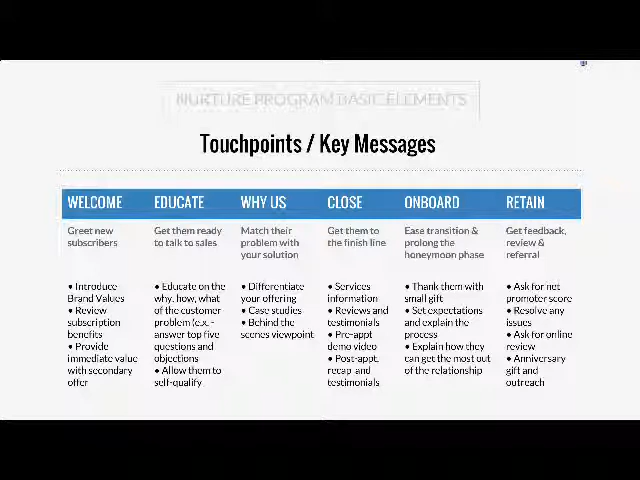 NURTURE PROGRAM BASIC ELEMENTS
Touchpoints / Key Messages
WELCOME EDUCATE WHY US CLOSE ONBOARD RETAIN
Greet new
subscribers
Get them ready
to talk to sales
Match their
problem with
your solution
Get them to
the finish line
Ease transition &
prolong the
honeymoon phase
Get feedback,
review &
referral
• Introduce
Brand Values
• Review
subscription
benefits
• Provide
immediate value
with secondary
offer
• Educate on the
why, how, what
of the customer
problem (e.x. -
answer top five
questions and
objections
• Allow them to
self-qualify
• Differentiate
your offering
• Case studies
• Behind the
scenes viewpoint
• Services
information
• Reviews and
testimonials
• Pre-appt
demo video
• Post-appt.
recap and
testimonials
• Thank them with
small gift
• Set expectations
and explain the
process
• Explain how they
can get the most out
of the relationship
• Ask for net
promoter score
• Resolve any
issues
• Ask for online
review
• Anniversary
gift and
outreach